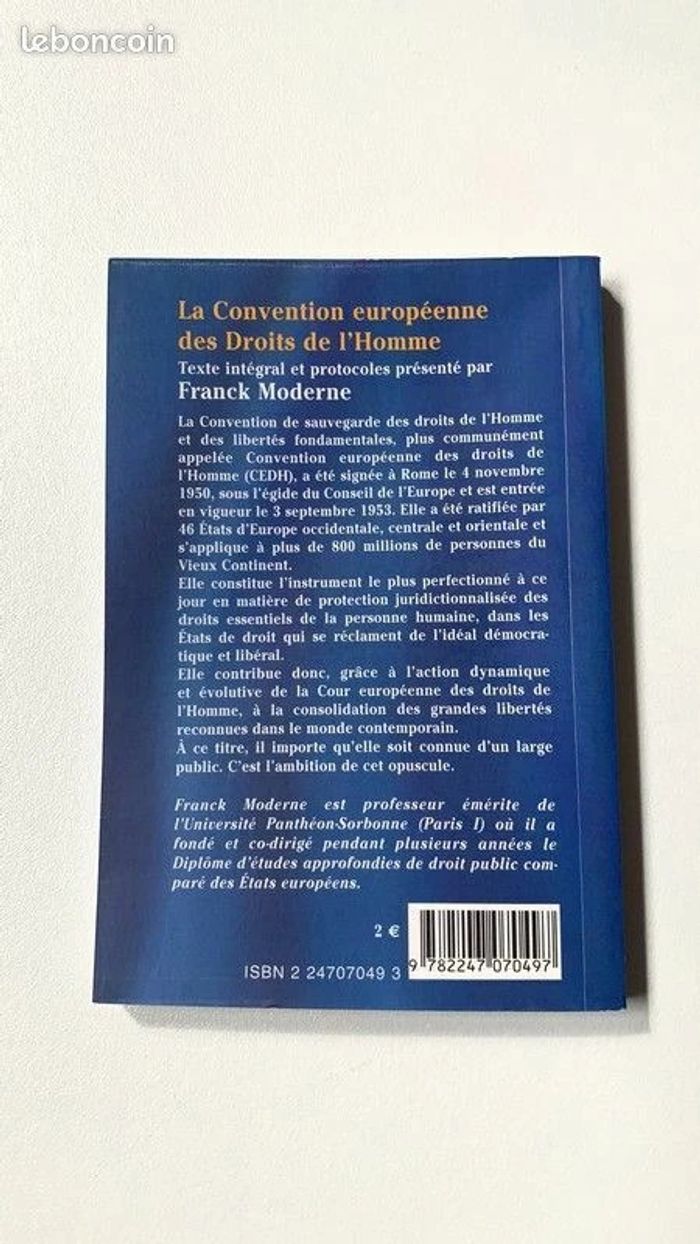 leboncoin
La Convention européenne
des Droits de l'Homme
Texte intégral et protocoles présenté par
Franck Moderne
La Convention de sauvegarde des droits de l'Homme
et des libertés fondamentales, plus communément
appelée Convention européenne des droits de
l'Homme (CEDH), a été signée à Rome le 4 novembre
1950, sous l'égide du Conseil de l'Europe et est entrée
en vigueur le 3 septembre 1953. Elle a été ratifiée par
46 États d'Europe occidentale, centrale et orientale et
s'applique à plus de 800 millions de personnes du
Vieux Continent.
Elle constitue l'instrument le plus perfectionné à ce
jour en matière de protection juridictionnalisée des
droits essentiels de la personne humaine, dans les
États de droit qui se réclament de l'idéal démocra-
tique et libéral.
Elle contribue donc, grâce à l'action dynamique
et évolutive de la Cour européenne des droits de
l'Homme, à la consolidation des grandes libertés
reconnues dans le monde contemporain.
À ce titre, il importe qu'elle soit connue d'un large
public. C'est l'ambition de cet opuscule.
Franck Moderne est professeur émérite de
l'Université Panthéon-Sorbonne (Paris I) où il a
fondé et co-dirigé pendant plusieurs années le
Diplôme d'études approfondies de droit public com-
paré des États européens.
2 €
ISBN 2 24707049 3
9 782247 070497